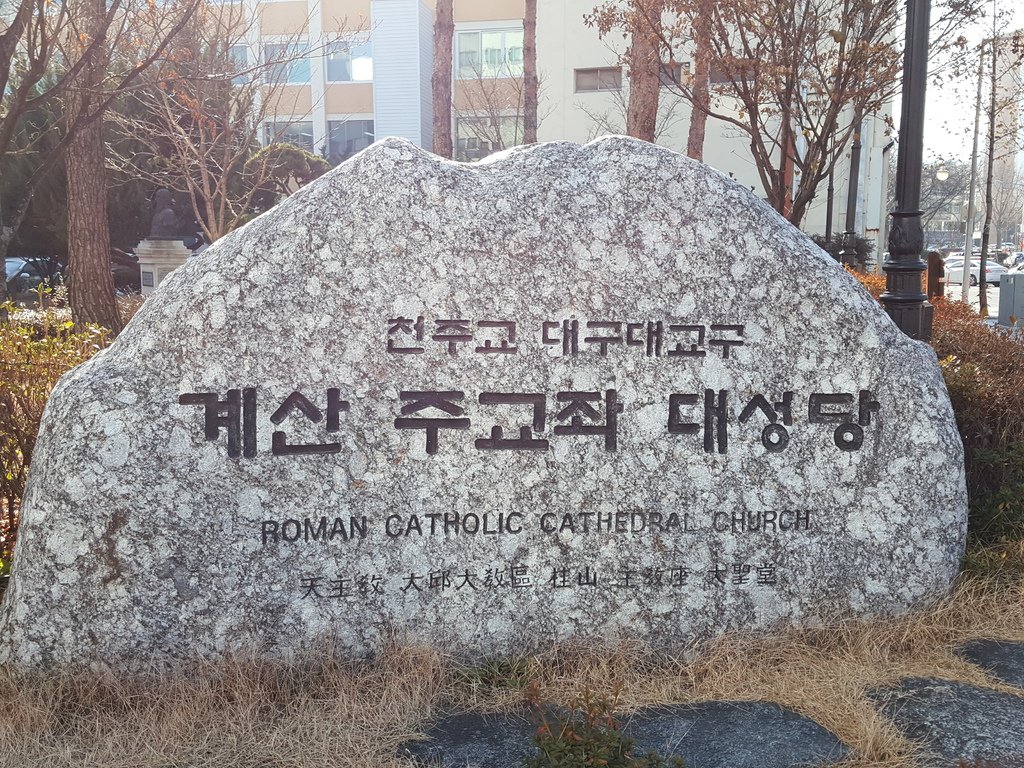 천주교 대구대교구
계산 주교좌 대성당
ROMAN CATHOLIC CATHEDRAL CHURCH
天主敎 大邱大敎區 桂山 主敎座 大聖堂